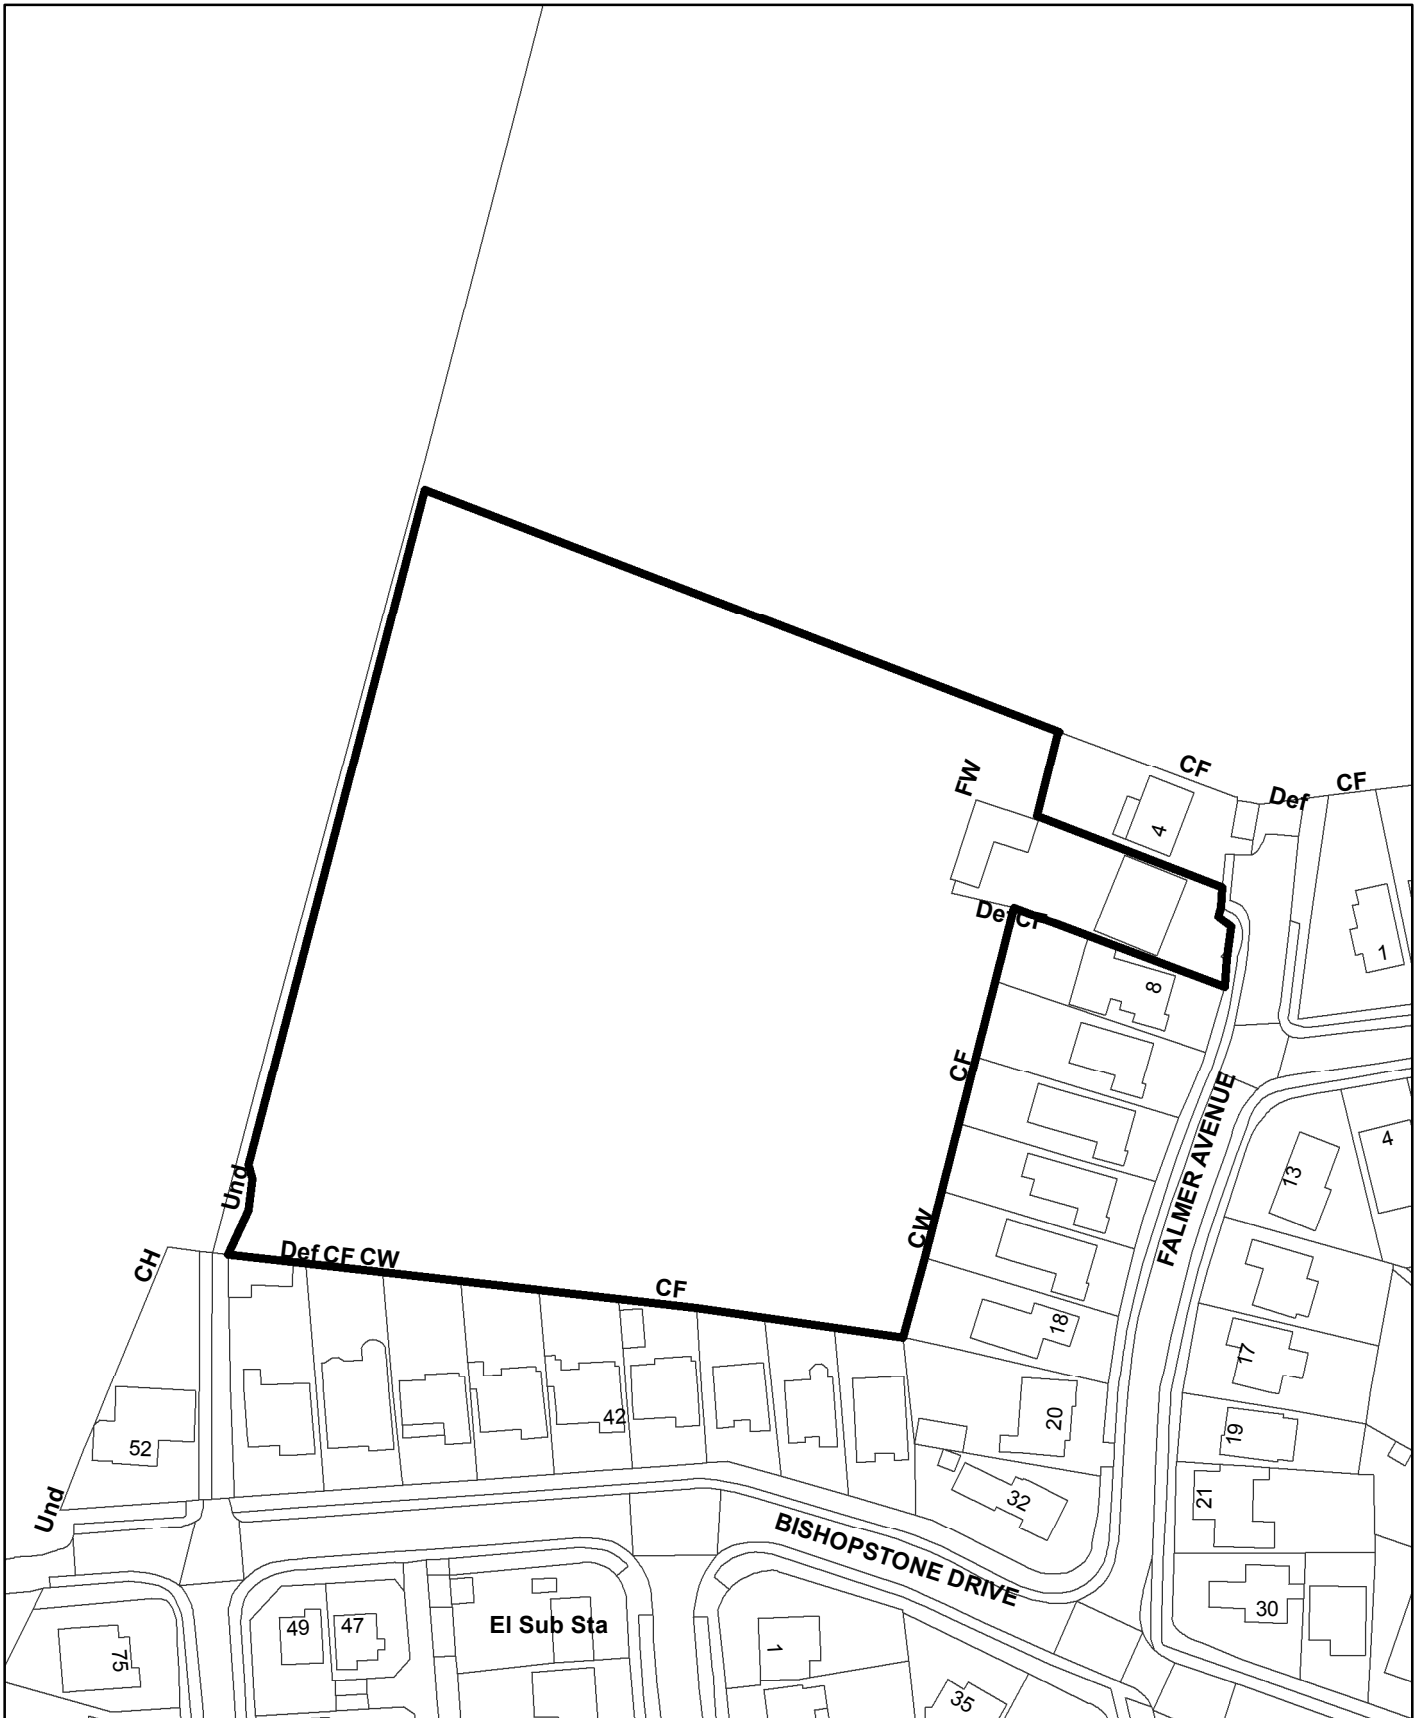 CF
CF
FW
Def
4
1
Def CF
8
CF
4
13
FALMER AVENUE
Und
CW
CH
Def CF CW
CF
18
17
42
20
19
52
32
21
Und
BISHOPSTONE DRIVE
30
49
47
El Sub Sta
1
75
35